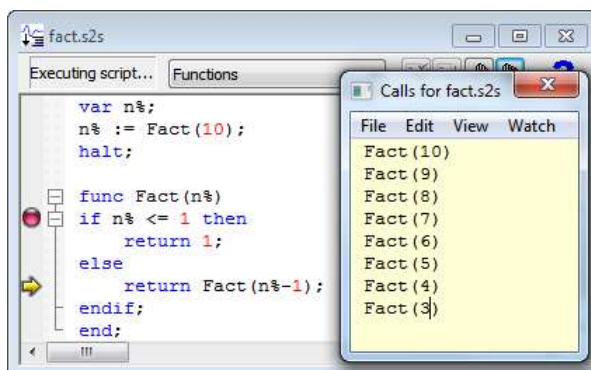 fact.s2s
Executing script... Functions
var n%;
n% := Fact(10);
halt;
func Fact(n%)
if n% <= 1 then
return 1;
else
return Fact(n%-1);
endif;
end;
Calls for fact.s2s
File Edit View Watch
Fact(10)
Fact(9)
Fact(8)
Fact(7)
Fact(6)
Fact(5)
Fact(4)
Fact(3)